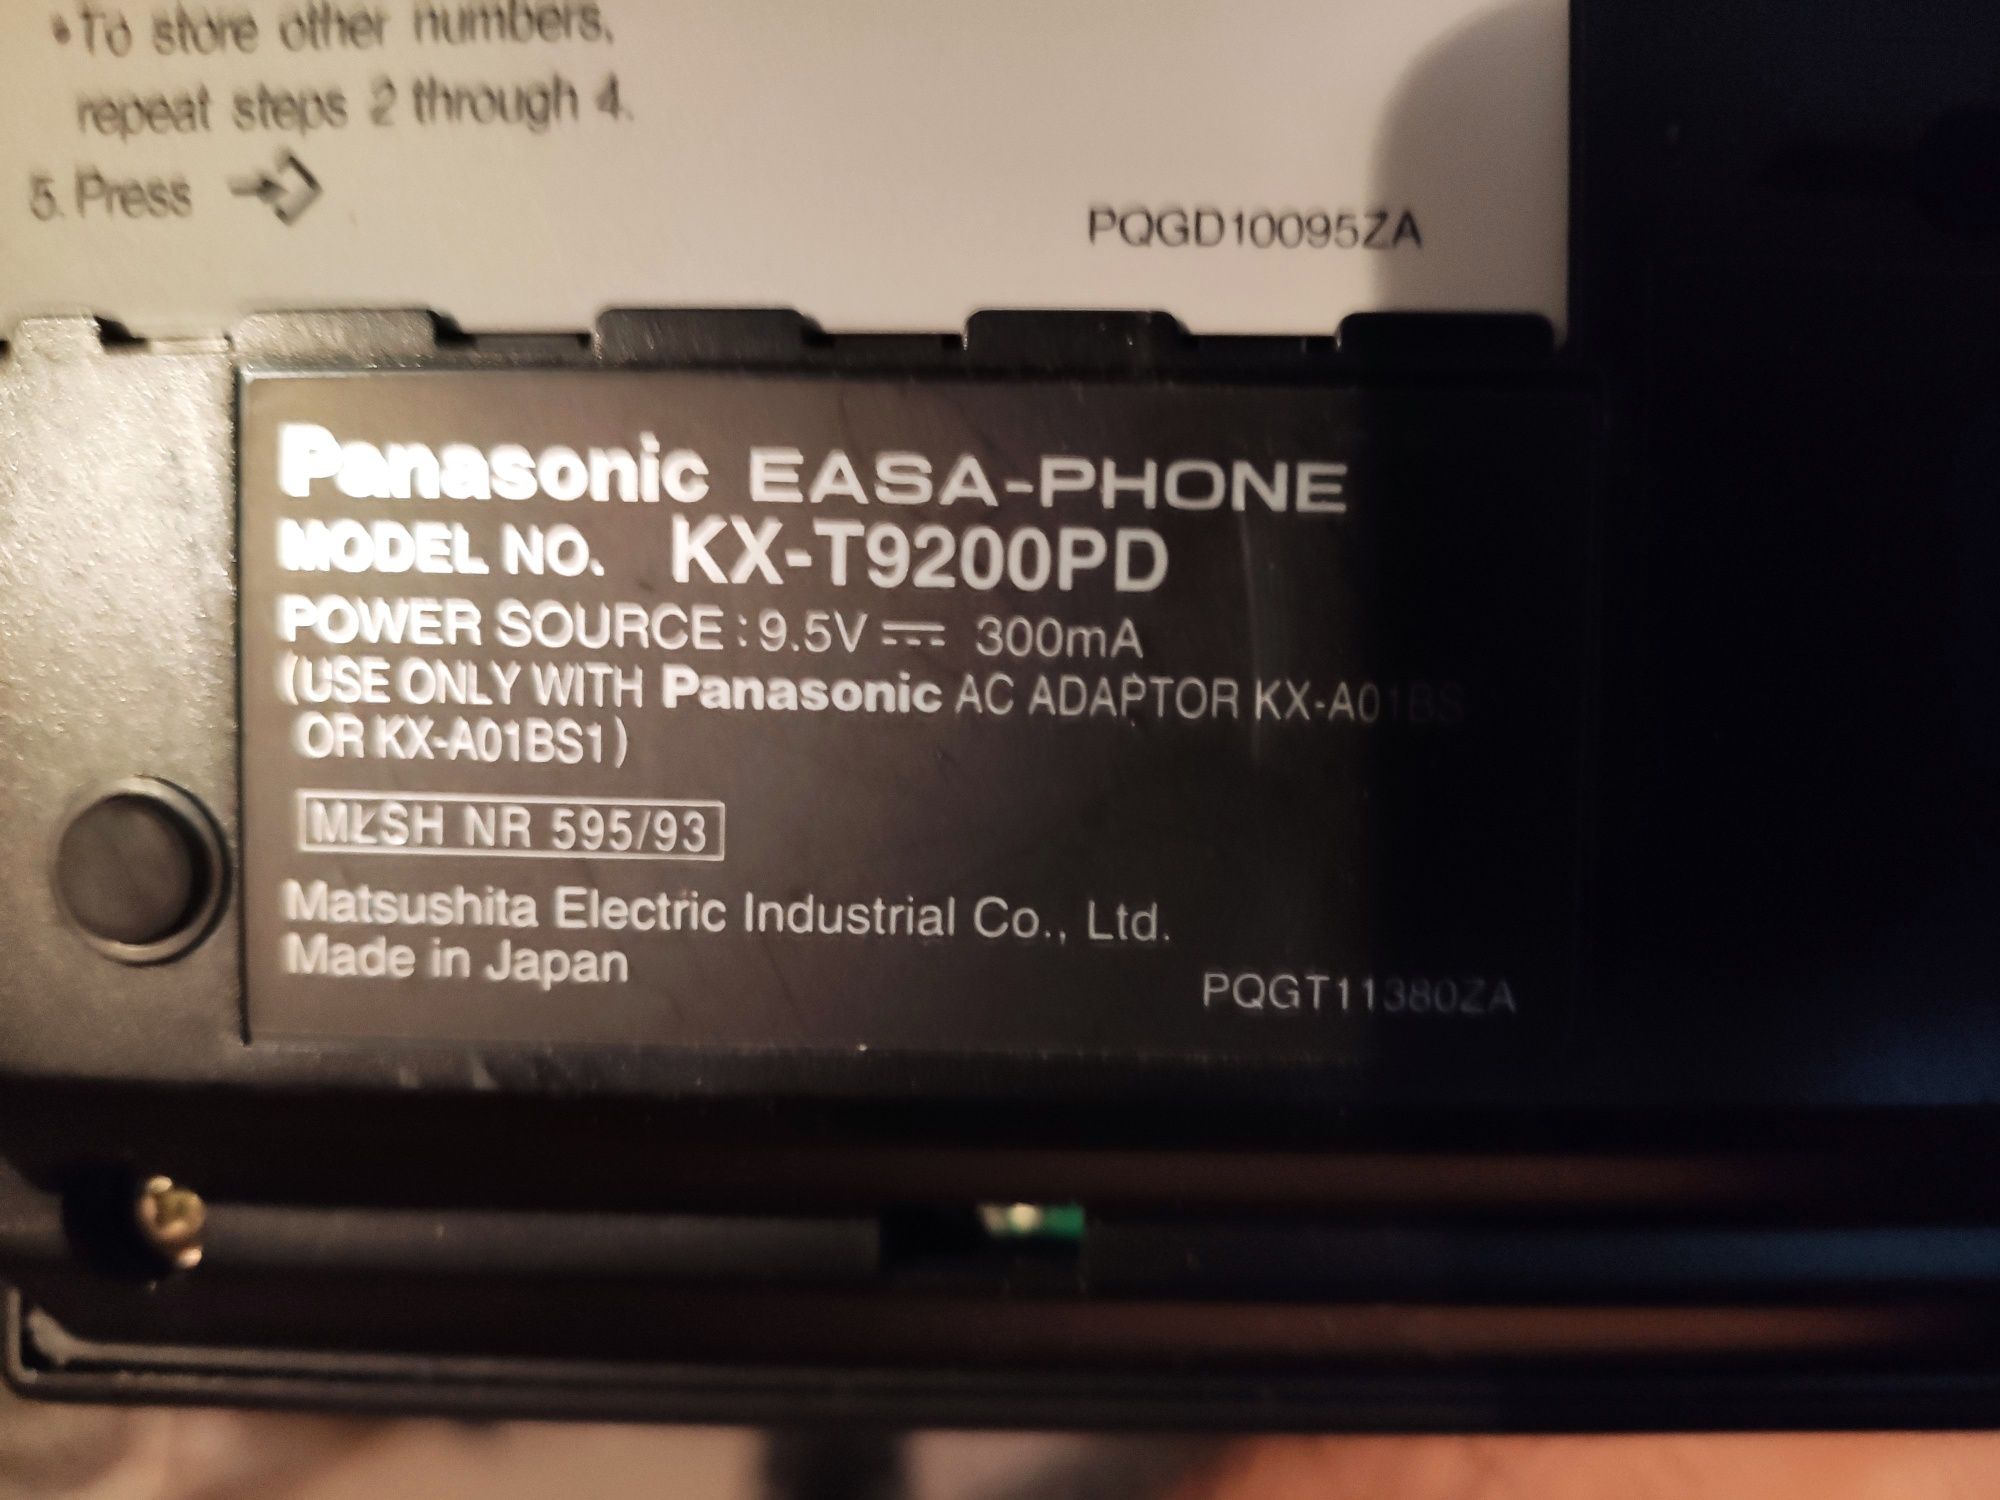 •To store other numbers,
repeat steps 2 through 4.
5. Press
PQGD10095ZA
Panasonic EASA-PHONE
MODEL NO. KX-T9200PD
POWER SOURCE : 9.5V ⎓ 300mA
(USE ONLY WITH Panasonic AC ADAPTOR KX-A01BS
OR KX-A01BS1)
MŁSH NR 595/93
Matsushita Electric Industrial Co., Ltd.
Made in Japan
PQGT11380ZA